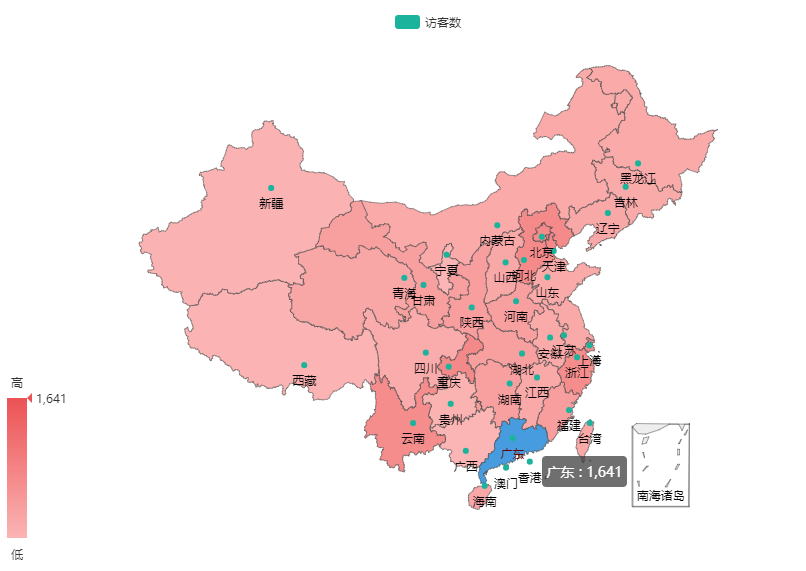 访客数
黑龙江
吉林
新疆
辽宁
内蒙古
北京
天津
宁夏
山西
河北
青海
甘肃
山东
河南
陕西
安徽
江苏
上海
四川
湖北
浙江
西藏
重庆
湖南
江西
高
1,641
贵州
福建
云南
台湾
广东
广西
广东 : 1,641
香港
澳门
海南
南海诸岛
低